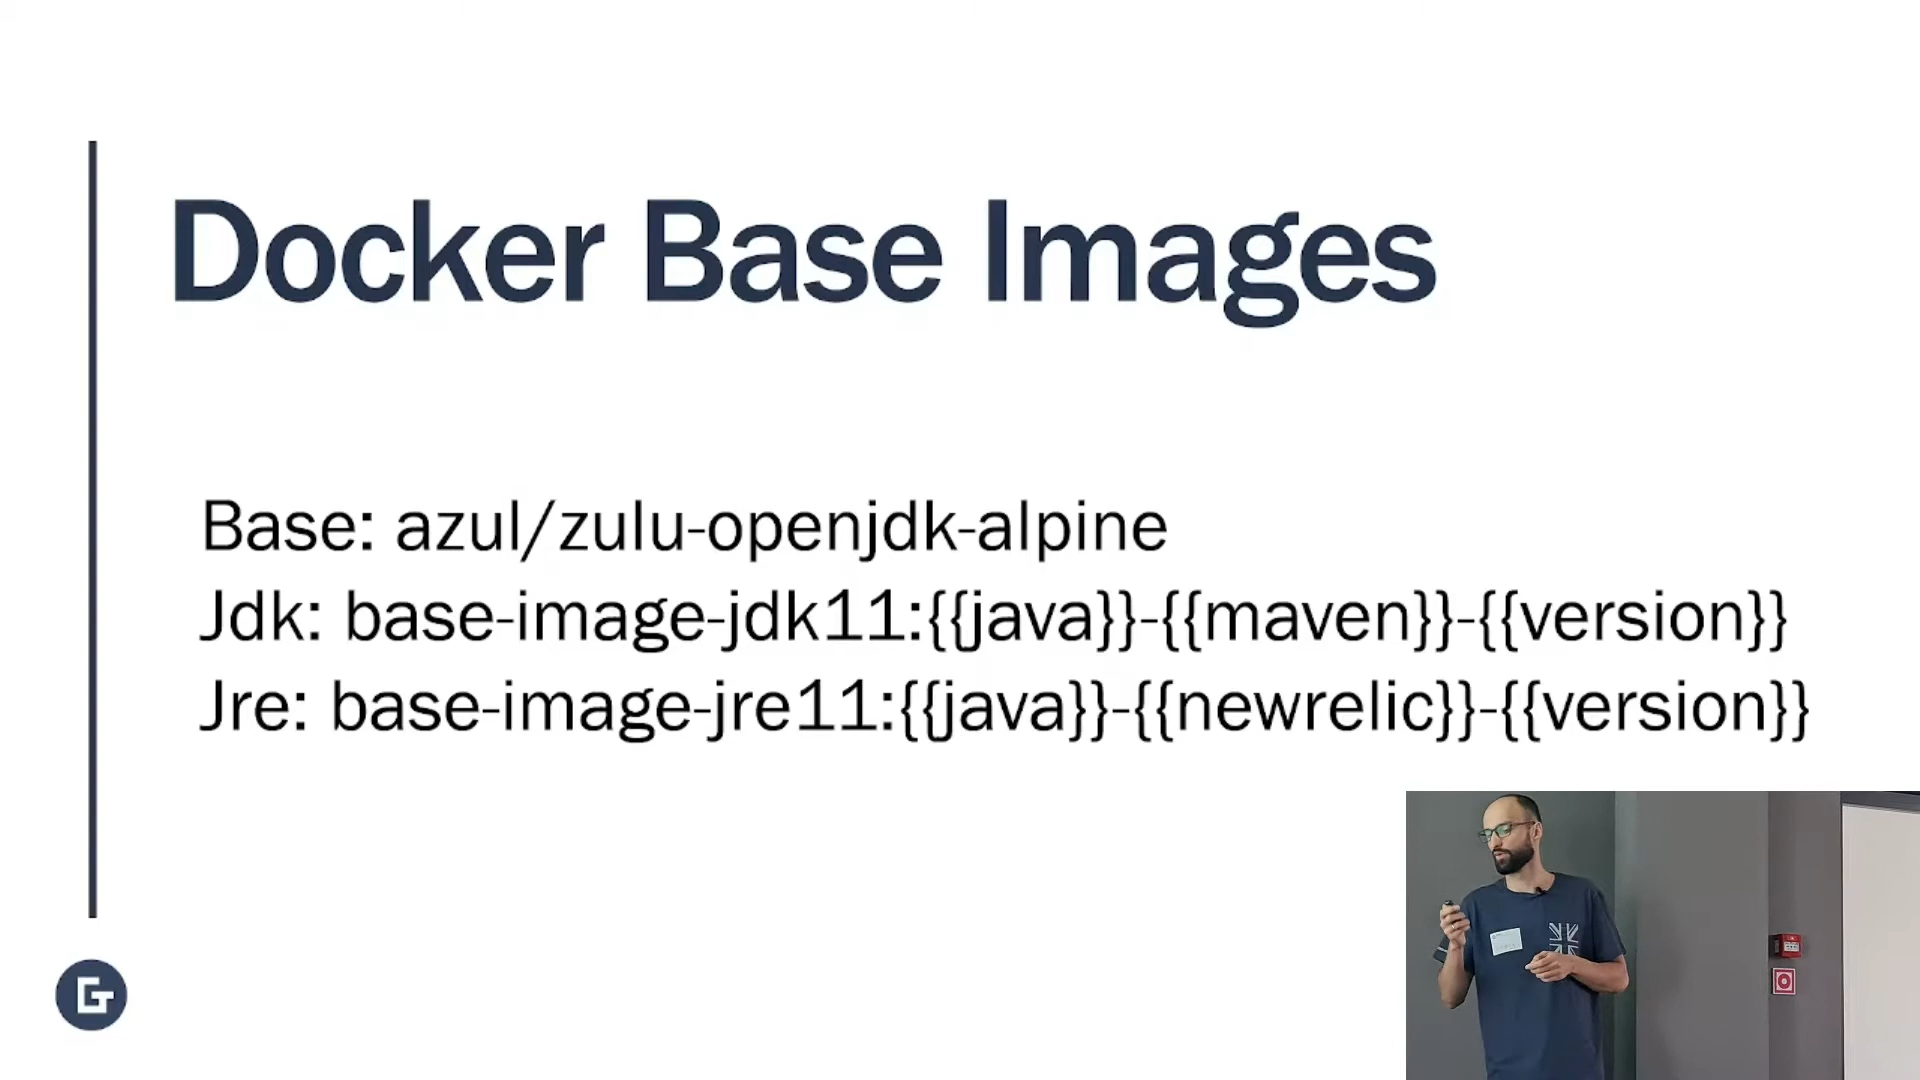 Docker Base Images
Base: azul/zulu-openjdk-alpine
Jdk: base-image-jdk11:{{java}}-{{maven}}-{{version}}
Jre: base-image-jre11:{{java}}-{{newrelic}}-{{version}}